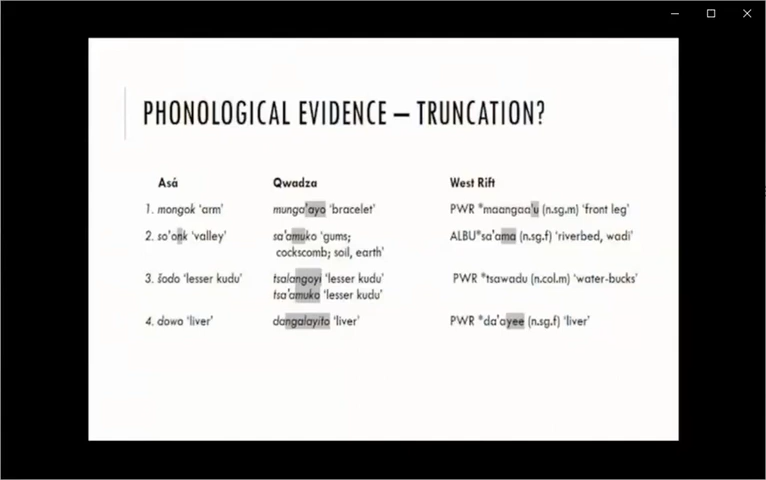 PHONOLOGICAL EVIDENCE – TRUNCATION?
Asá Qwadza West Rift
1. mongok ‘arm’ munga'ayo ‘bracelet’ PWR *maangaa'u (n.sg.m) ‘front leg’
2. so'onk ‘valley’ sa'amuko ‘gums; ALBU*sa'ama (n.sg.f) ‘riverbed, wadi’
cockscomb; soil, earth’
3. šodo ‘lesser kudu’ tsalangoyi ‘lesser kudu’ PWR *tsawadu (n.col.m) ‘water-bucks’
tsa'amuko ‘lesser kudu’
4. dowa ‘liver’ dangalayito ‘liver’ PWR *da'ayee (n.sg.f) ‘liver’